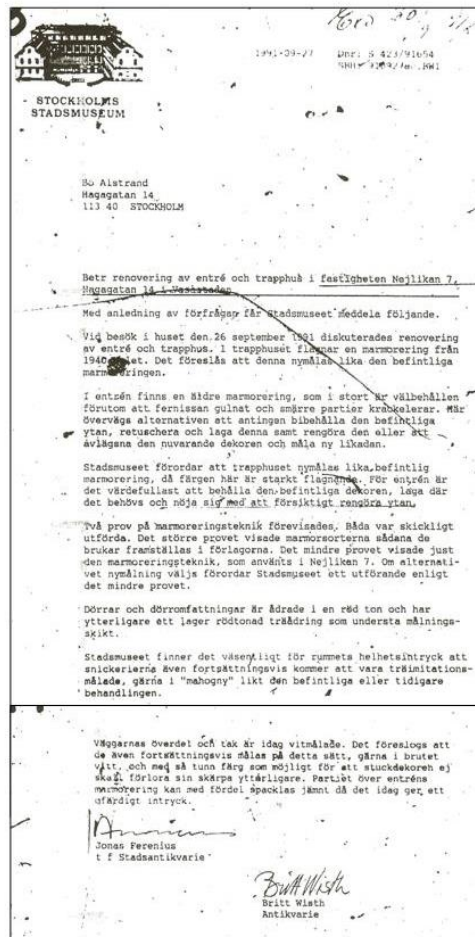 STOCKHOLMS
STADSMUSEUM
1991-09-27
Dnr: S 423/91654
Bo Alstrand
Hagagatan 14
113 40 STOCKHOLM
Betr renovering av entré och trapphus i fastigheten Nejlikan 7,
Hagagatan 14 i Vasastaden
Med anledning av förfrågan får Stadsmuseet meddela följande.
Vid besök i huset den 26 september 1991 diskuterades renovering
av entré och trapphus. I trapphuset flagnar en marmorering från
1940-talet. Det föreslås att denna nymålas lika den befintliga
marmoreringen.
I entrén finns en äldre marmorering, som i stort är välbehållen
förutom att fernissan gulnat och smärre partier krackelerar. Här
övervägs alternativen att antingen bibehålla den befintliga
ytan, retuschera och laga denna samt rengöra den eller att
avlägsna den nuvarande dekoren och måla ny likadan.
Stadsmuseet förordar att trapphuset nymålas lika befintlig
marmorering, då färgen här är starkt flagnande. För entrén är
det värdefullast att behålla den befintliga dekoren, laga där
det behövs och nöja sig med att försiktigt rengöra ytan.
Två prov på marmoreringsteknik förevisades. Båda var skickligt
utförda. Det större provet visade marmorsorterna sådana de
brukar framställas i förlagorna. Det mindre provet visade just
den marmoreringsteknik, som använts i Nejlikan 7. Om alternati-
vet nymålning väljs förordar Stadsmuseet ett utförande enligt
det mindre provet.
Dörrar och dörromfattningar är ådrade i en röd ton och har
ytterligare ett lager rödtonad träådring som understa målnings-
skikt.
Stadsmuseet finner det väsentligt för rummets helhetsintryck att
snickerierna även fortsättningsvis kommer att vara träimitations-
målade, gärna i "mahogny" likt den befintliga eller tidigare
behandlingen.
Väggarnas överdel och tak är idag vitmålade. Det föreslogs att
de även fortsättningsvis målas på detta sätt, gärna i brutet
vitt, och med så tunn färg som möjligt för att stuckdekoren ej
skall förlora sin skärpa ytterligare. Partiet över entréns
marmorering kan med fördel spacklas jämnt då det idag ger ett
ofärdigt intryck.
Jonas Ferenius
t f Stadsantikvarie
Britt Wisth
Britt Wisth
Antikvarie